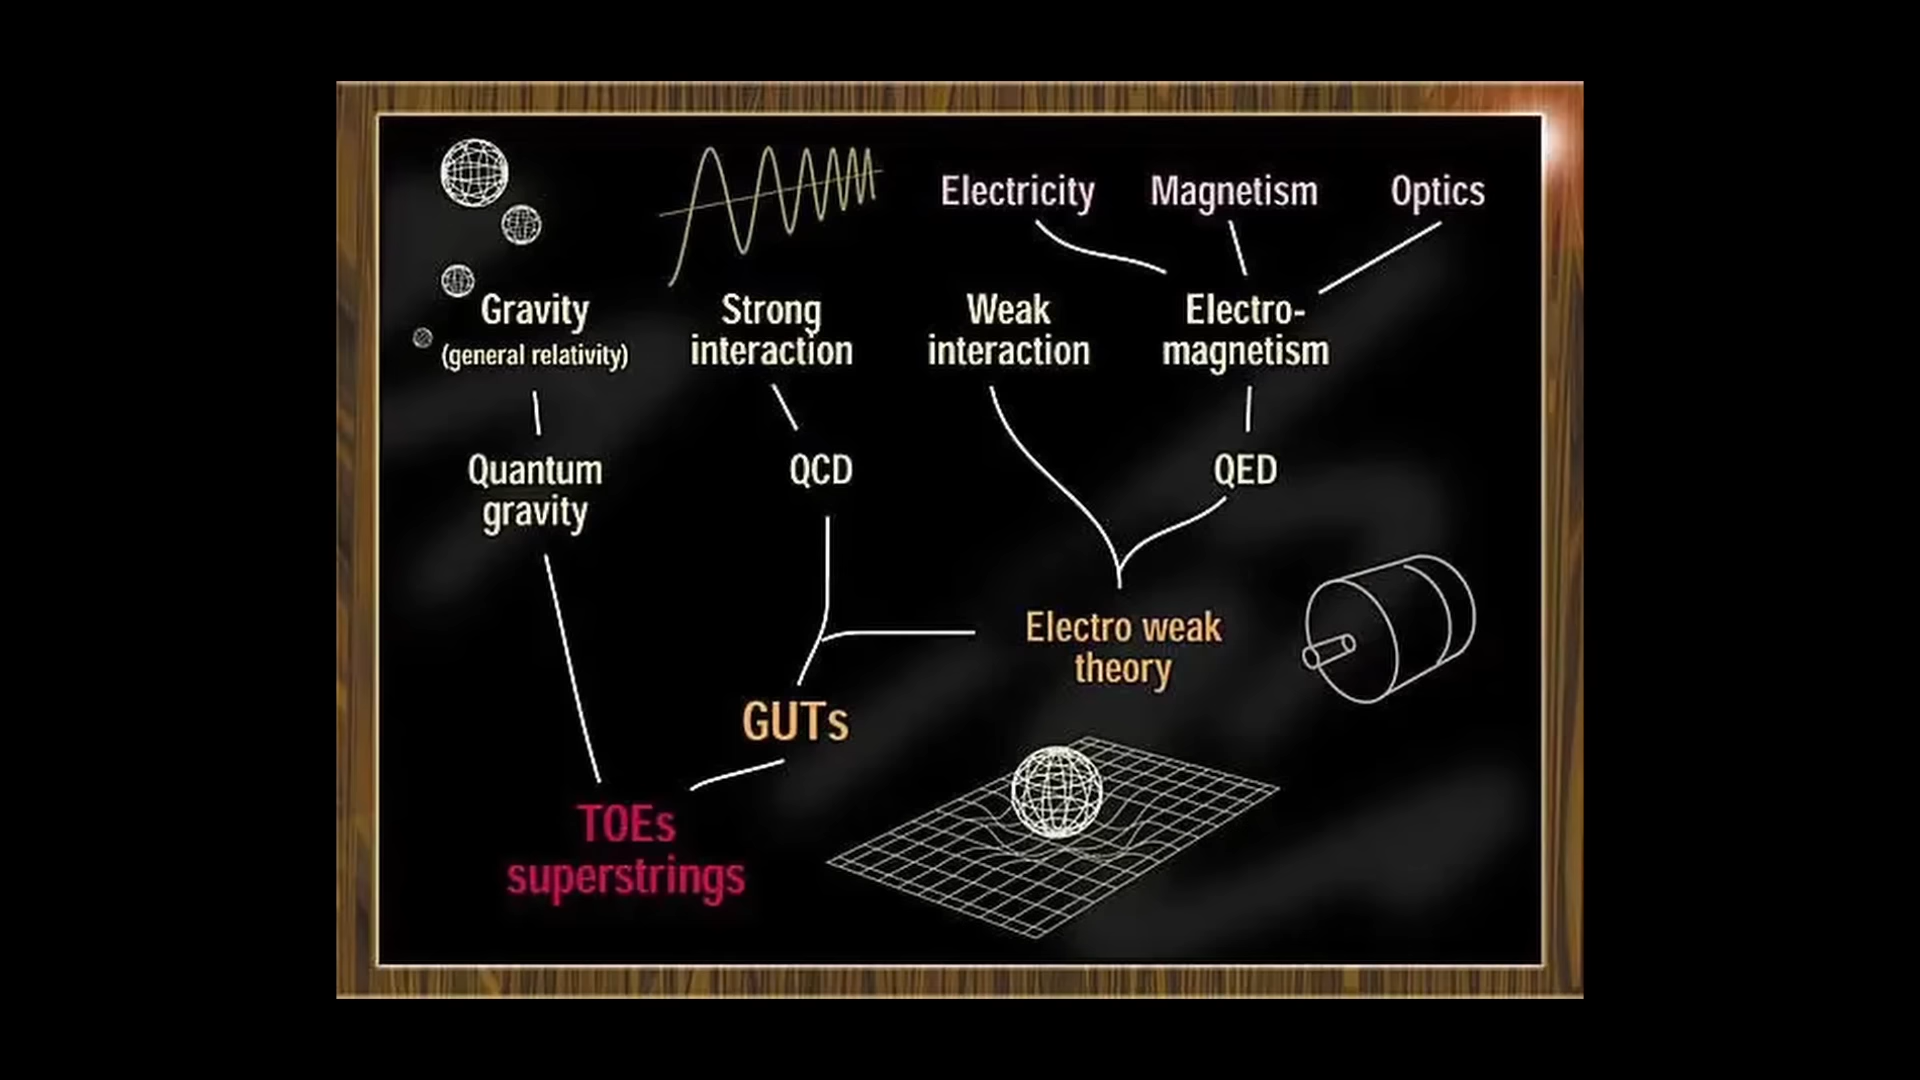 Electricity Magnetism Optics
Gravity
(general relativity)
Strong
interaction
Weak
interaction
Electro-
magnetism
Quantum
gravity
QCD
QED
Electro weak
theory
GUTs
TOEs
superstrings